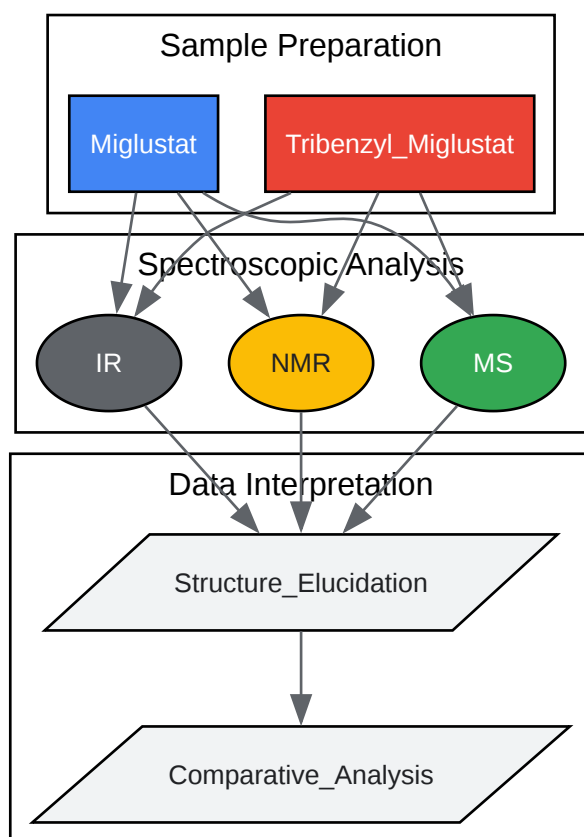 Sample Preparation
Miglustat
Tribenzyl_Miglustat
Spectroscopic Analysis
IR
NMR
MS
Data Interpretation
Structure_Elucidation
Comparative_Analysis